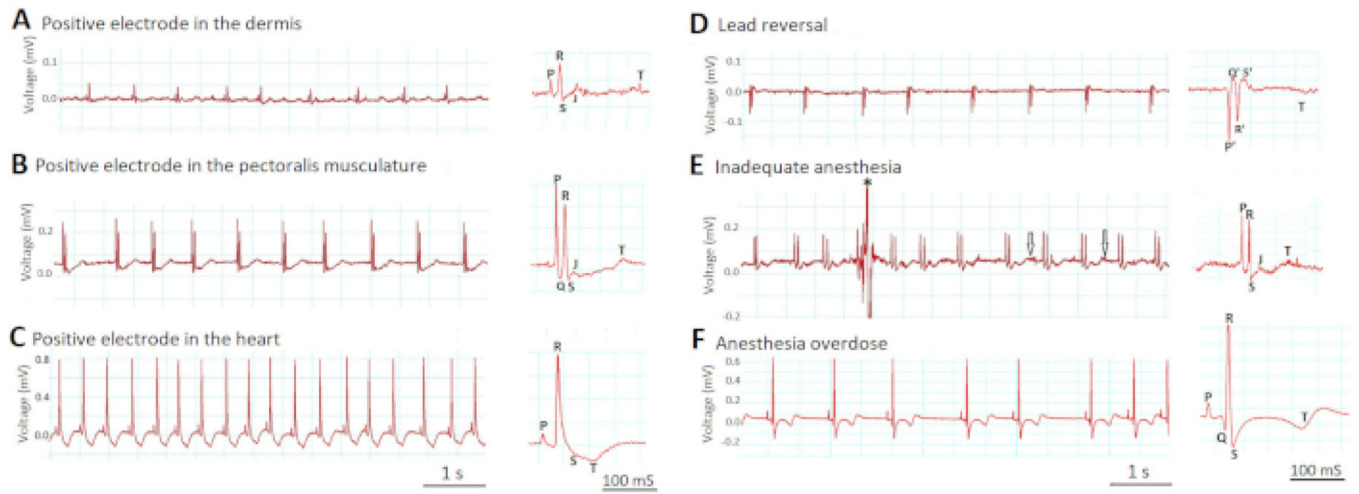 A Positive electrode in the dermis
Voltage (mV)
0.1
0.0
P
R
S
J
T
B Positive electrode in the pectoralis musculature
Voltage (mV)
0.2
0.0
P
R
Q
S
J
T
C Positive electrode in the heart
Voltage (mV)
0.8
0.4
0.0
P
R
S
T
1 s
100 mS
D Lead reversal
Voltage (mV)
0.1
0.0
-0.1
Q' S'
R'
P'
T
E Inadequate anesthesia
Voltage (mV)
0.2
0.0
-0.2
*
P R
S
J
T
F Anesthesia overdose
Voltage (mV)
0.6
0.4
0.2
0.0
-0.2
P
R
Q
S
T
1 s
100 mS